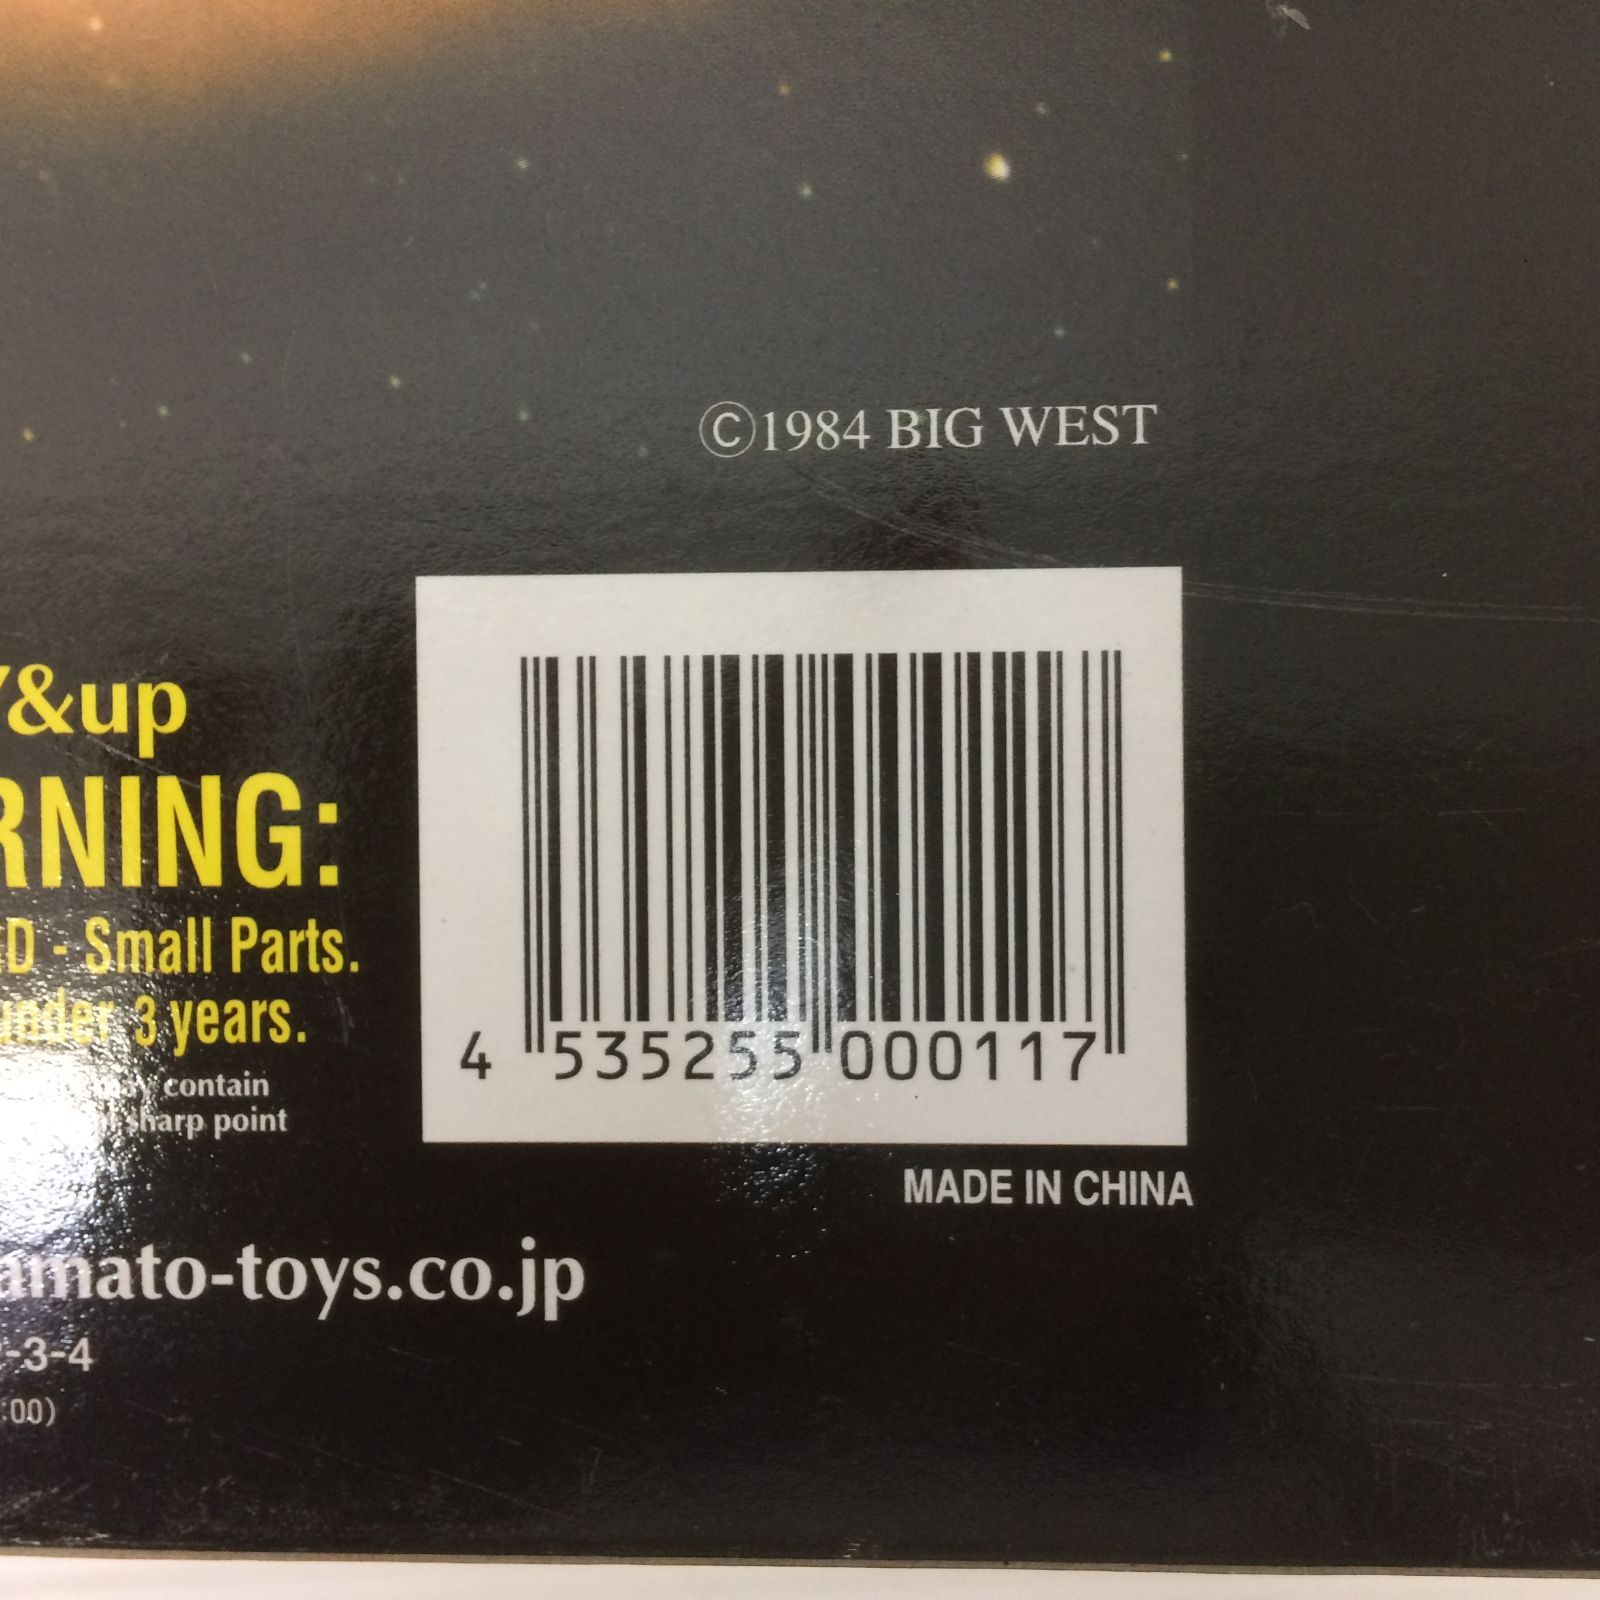 ©1984 BIG WEST
&up
RNING:
D - Small Parts.
under 3 years.
may contain
sharp point
4 535255 000117
MADE IN CHINA
amato-toys.co.jp
-3-4
:00)